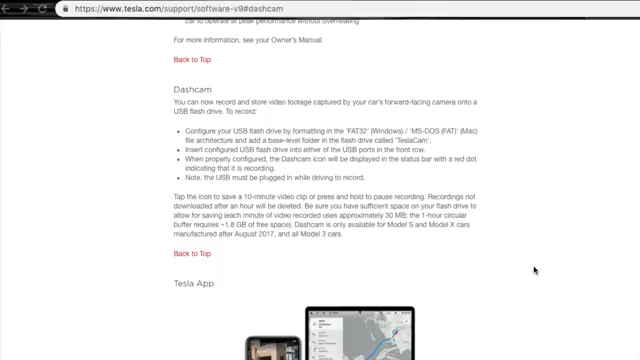 https://www.tesla.com/support/software-v9#dashcam
car to operate at peak performance without overheating
For more information, see your Owner's Manual.
Back to Top
Dashcam
You can now record and store video footage captured by your car's forward-facing camera onto a
USB flash drive. To record:
• Configure your USB flash drive by formatting in the 'FAT32' (Windows) / 'MS-DOS (FAT)' (Mac)
file architecture and add a base-level folder in the flash drive called 'TeslaCam'.
• Insert configured USB flash drive into either of the USB ports in the front row.
• When properly configured, the Dashcam icon will be displayed in the status bar with a red dot
indicating that it is recording.
• Note, the USB must be plugged in while driving to record.
Tap the icon to save a 10-minute video clip or press and hold to pause recording. Recordings not
downloaded after an hour will be deleted. Be sure you have sufficient space on your flash drive to
allow for saving (each minute of video recorded uses approximately 30 MB; the 1-hour circular
buffer requires ~1.8 GB of free space). Dashcam is only available for Model S and Model X cars
manufactured after August 2017, and all Model 3 cars.
Back to Top
Tesla App